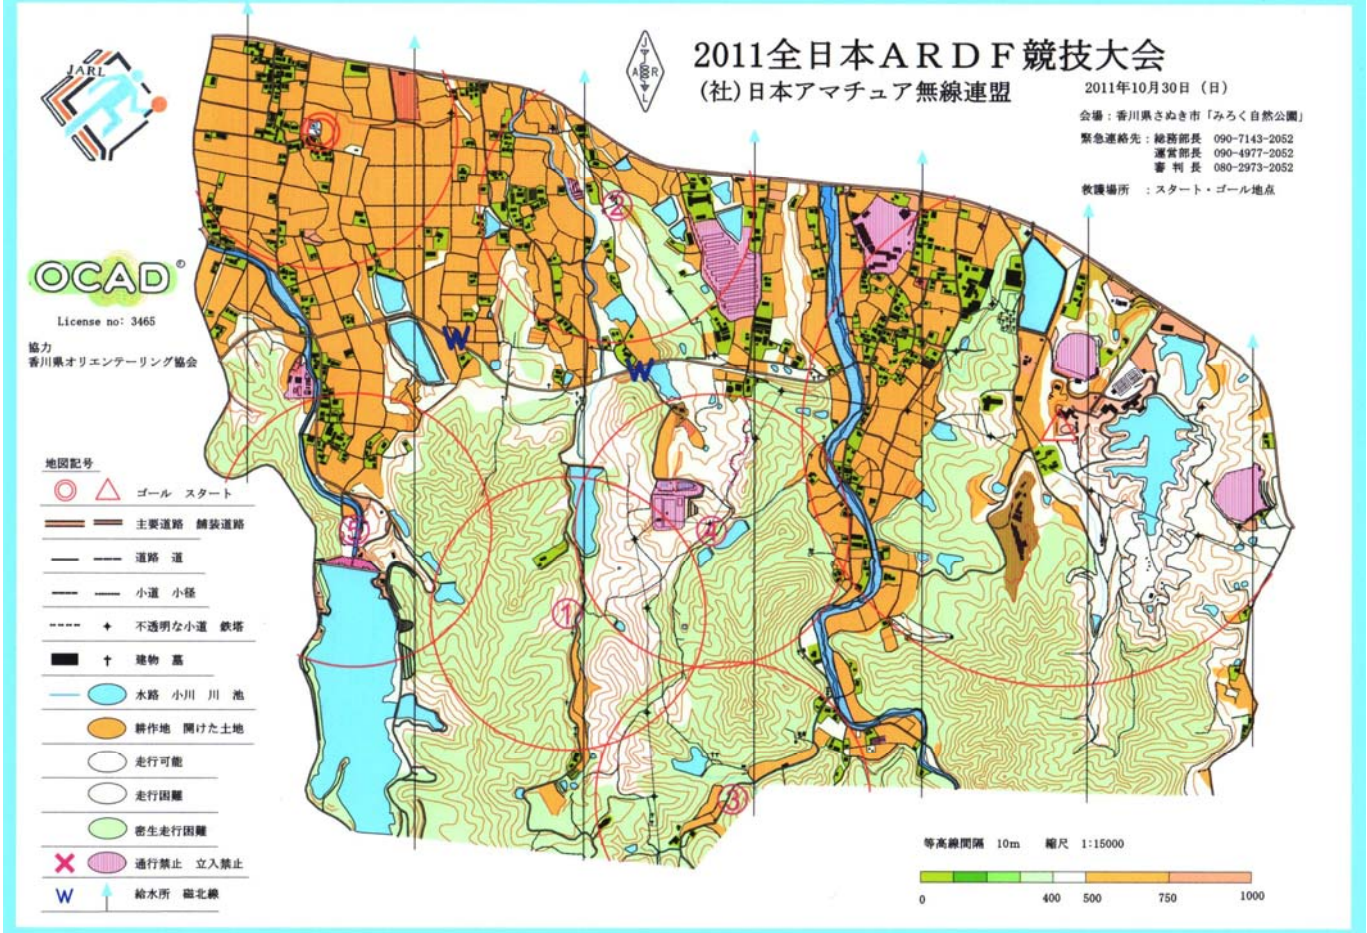 JARL
J
A R
L
2011全日本ARDF競技大会
(社)日本アマチュア無線連盟
2011年10月30日（日）
会場：香川県さぬき市「みろく自然公園」
緊急連絡先：総務部長 090-7143-2052
運営部長 090-4977-2052
審判長 080-2973-2052
救護場所 ：スタート・ゴール地点
OCAD®
License no: 3465
協力
香川県オリエンテーリング協会
②
W
W
⑤
④
①
③
地図記号
ゴール スタート
主要道路 舗装道路
道路 道
小道 小径
不透明な小道 鉄塔
建物 墓
水路 小川 川 池
耕作地 開けた土地
走行可能
走行困難
密生走行困難
通行禁止 立入禁止
W 給水所 磁北線
等高線間隔 10m 縮尺 1:15000
0 400 500 750 1000